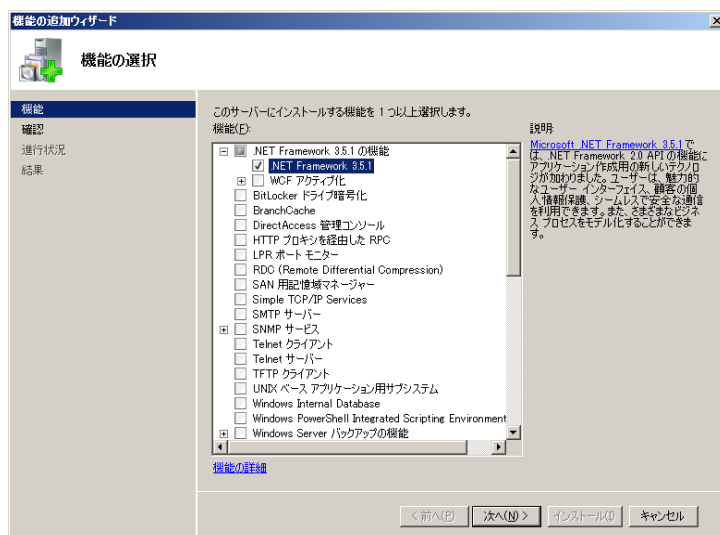 機能の追加ウィザード
機能の選択
機能
確認
進行状況
結果
このサーバーにインストールする機能を 1 つ以上選択します。
機能(F):
.NET Framework 3.5.1 の機能
.NET Framework 3.5.1
WCF アクティブ化
BitLocker ドライブ暗号化
BranchCache
DirectAccess 管理コンソール
HTTP プロキシを経由した RPC
LPR ポート モニター
RDC (Remote Differential Compression)
SAN 用記憶域マネージャー
Simple TCP/IP Services
SMTP サーバー
SNMP サービス
Telnet クライアント
Telnet サーバー
TFTP クライアント
UNIX ベース アプリケーション用サブシステム
Windows Internal Database
Windows PowerShell Integrated Scripting Environment
Windows Server バックアップの機能
機能の詳細
説明:
Microsoft .NET Framework 3.5.1 で
は、.NET Framework 2.0 API の機能に
アプリケーション作成用の新しいテクノロ
ジが加わりました。ユーザーは、魅力的
なユーザー インターフェイス、顧客の個
人情報保護、シームレスで安全な通信
を利用できます。また、さまざまなビジネ
ス プロセスをモデル化することができま
す。
< 前へ(P)
次へ(N) >
インストール(I)
キャンセル